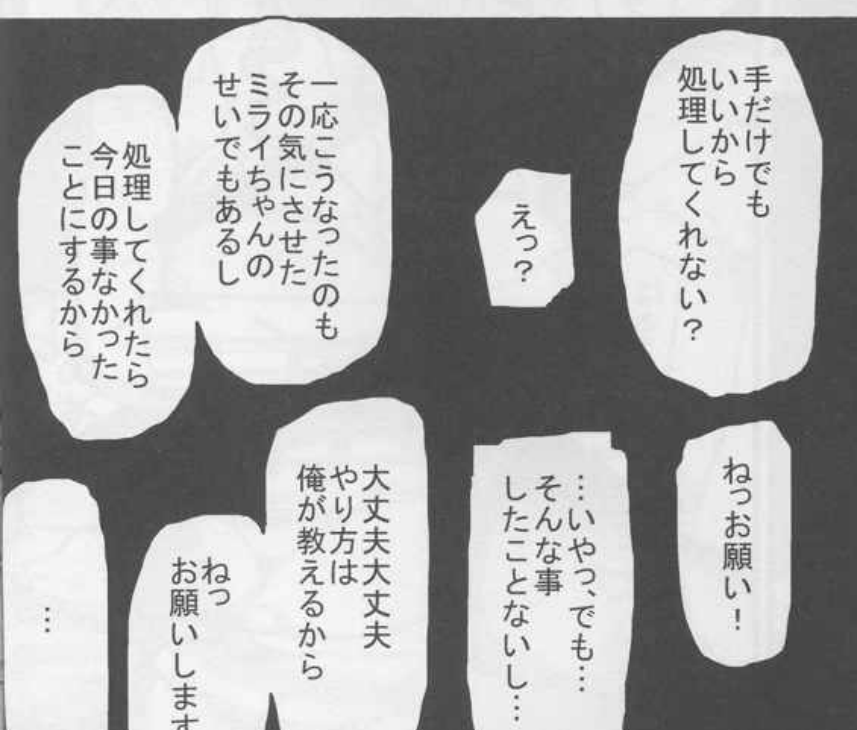 手だけでも
いいから
処理してくれない?
えっ?
一応こうなったのも
その気にさせた
ミライちゃんの
せいでもあるし
処理してくれたら
今日の事なかった
ことにするから
ねっお願い!
…いやっ、でも…
そんな事
したことないし…
大丈夫大丈夫
やり方は
俺が教えるから
ねっ
お願いします
…